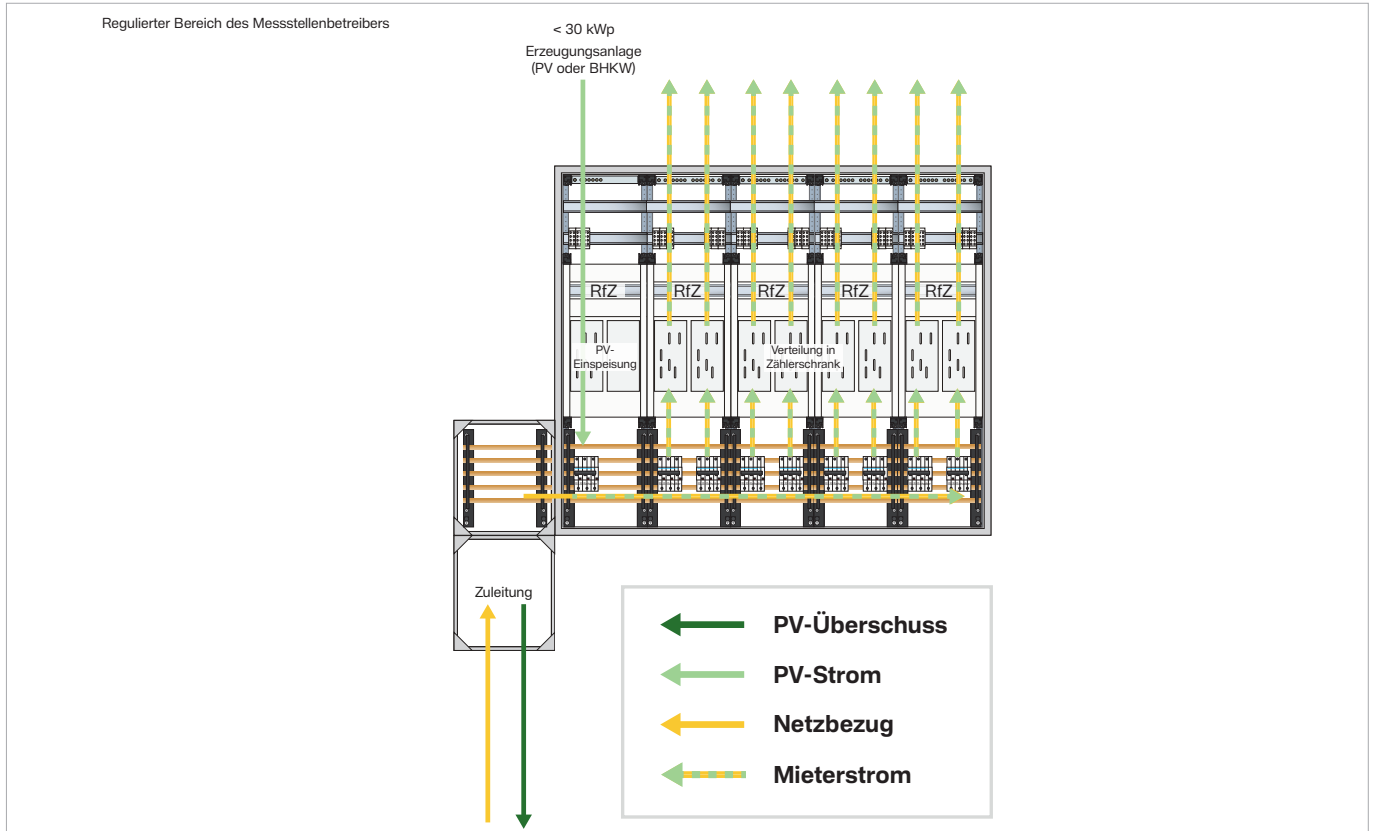 Regulierter Bereich des Messstellenbetreibers
< 30 kWp
Erzeugungsanlage
(PV oder BHKW)
RfZ RfZ RfZ RfZ RfZ
PV-
Einspeisung
Verteilung in
Zählerschrank
Zuleitung
PV-Überschuss
PV-Strom
Netzbezug
Mieterstrom